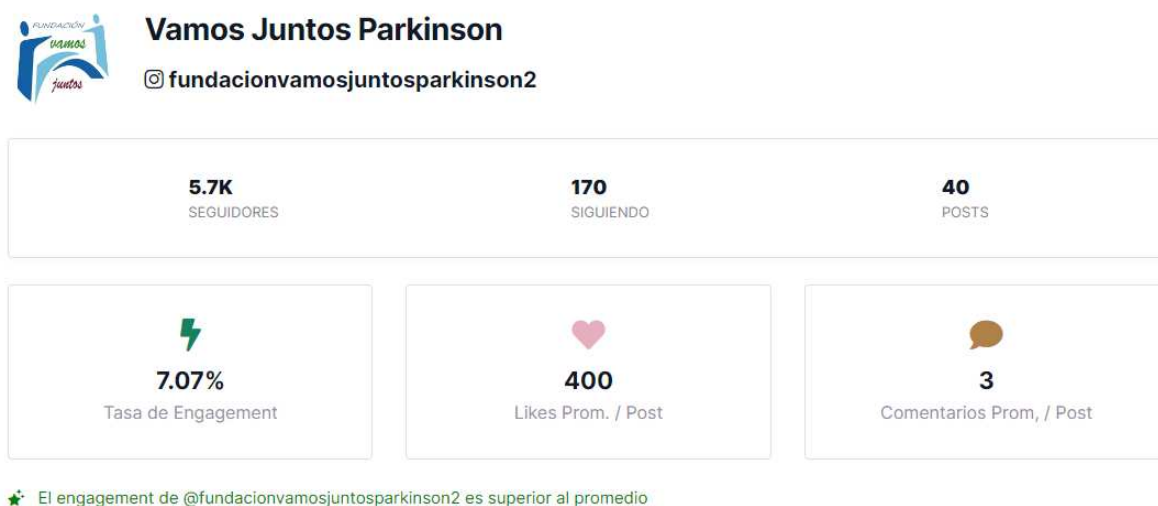 FUNDACIÓN
vamos
juntos
Vamos Juntos Parkinson
fundacionvamosjuntosparkinson2
5.7K 170 40
SEGUIDORES SIGUIENDO POSTS
7.07% 400 3
Tasa de Engagement Likes Prom. / Post Comentarios Prom, / Post
El engagement de @fundacionvamosjuntosparkinson2 es superior al promedio